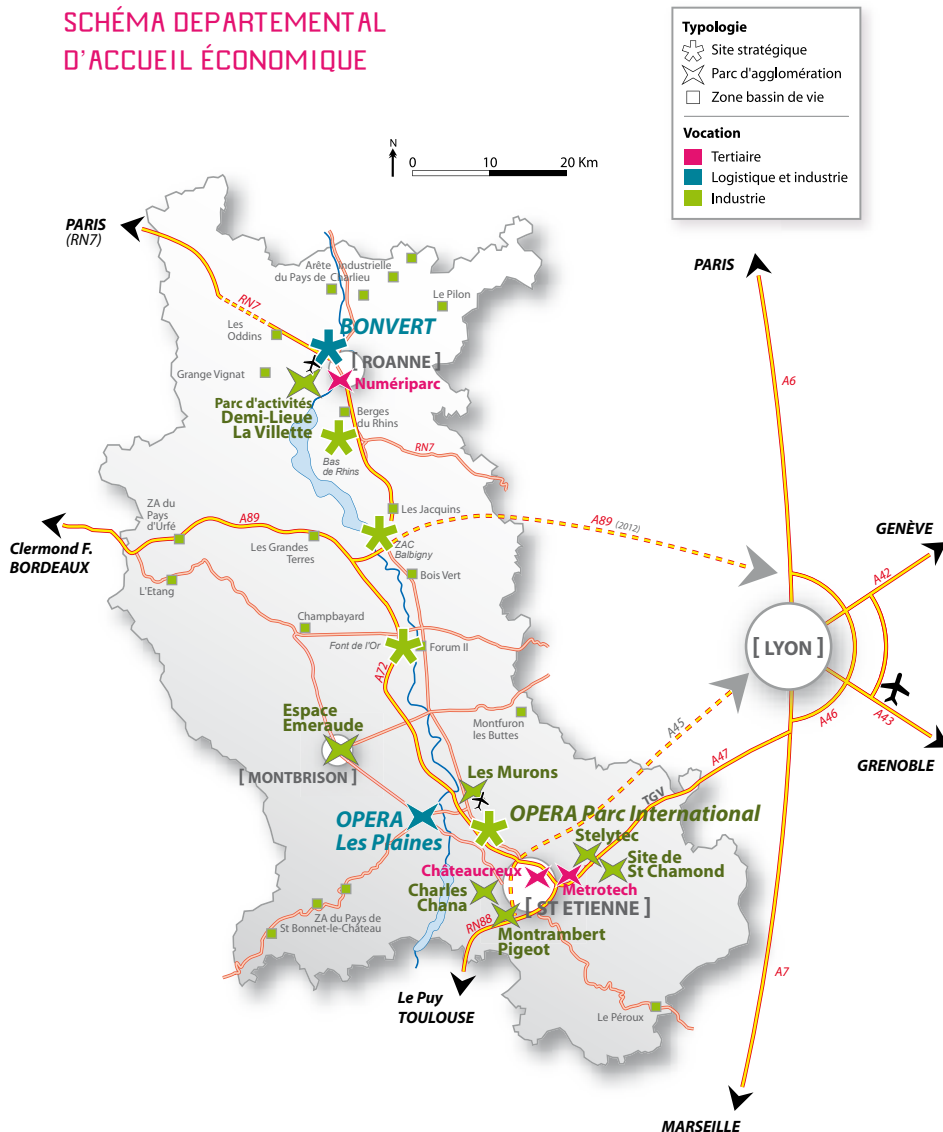 SCHÉMA DEPARTEMENTAL
D'ACCUEIL ÉCONOMIQUE
Typologie
Site stratégique
Parc d'agglomération
Zone bassin de vie
Vocation
Tertiaire
Logistique et industrie
Industrie
N
0 10 20 Km
PARIS
(RN7)
RN7
Arête industrielle
du Pays de Charlieu
Le Pilon
Les
Oddins
BONVERT
[ ROANNE ]
Grange Vignat
Numériparc
Parc d'activités
Demi-Lieue
La Villette
Berges
du Rhins
RN7
Bas
de Rhins
ZA du
Pays
d'Urfé
A89
Les Jacquins
A89 (2012)
Clermond F.
BORDEAUX
Les Grandes
Terres
ZAC
Balbigny
L'Etang
Bois Vert
Champbayard
Font de l'Or
Forum II
A72
Espace
Emeraude
[ MONTBRISON ]
Montfuron
les Buttes
Les Murons
OPERA
Les Plaines
OPERA Parc International
Stelytec
Châteaucreux
Métrotech
Site de
St Chamond
Charles
Chana
[ ST ETIENNE ]
ZA du Pays de
St Bonnet-le-Château
RN88
Montrambert
Pigeot
Le Puy
TOULOUSE
Le Péroux
PARIS
A6
GENÈVE
A42
[ LYON ]
A46
A43
GRENOBLE
A45
A47
TGV
A7
MARSEILLE